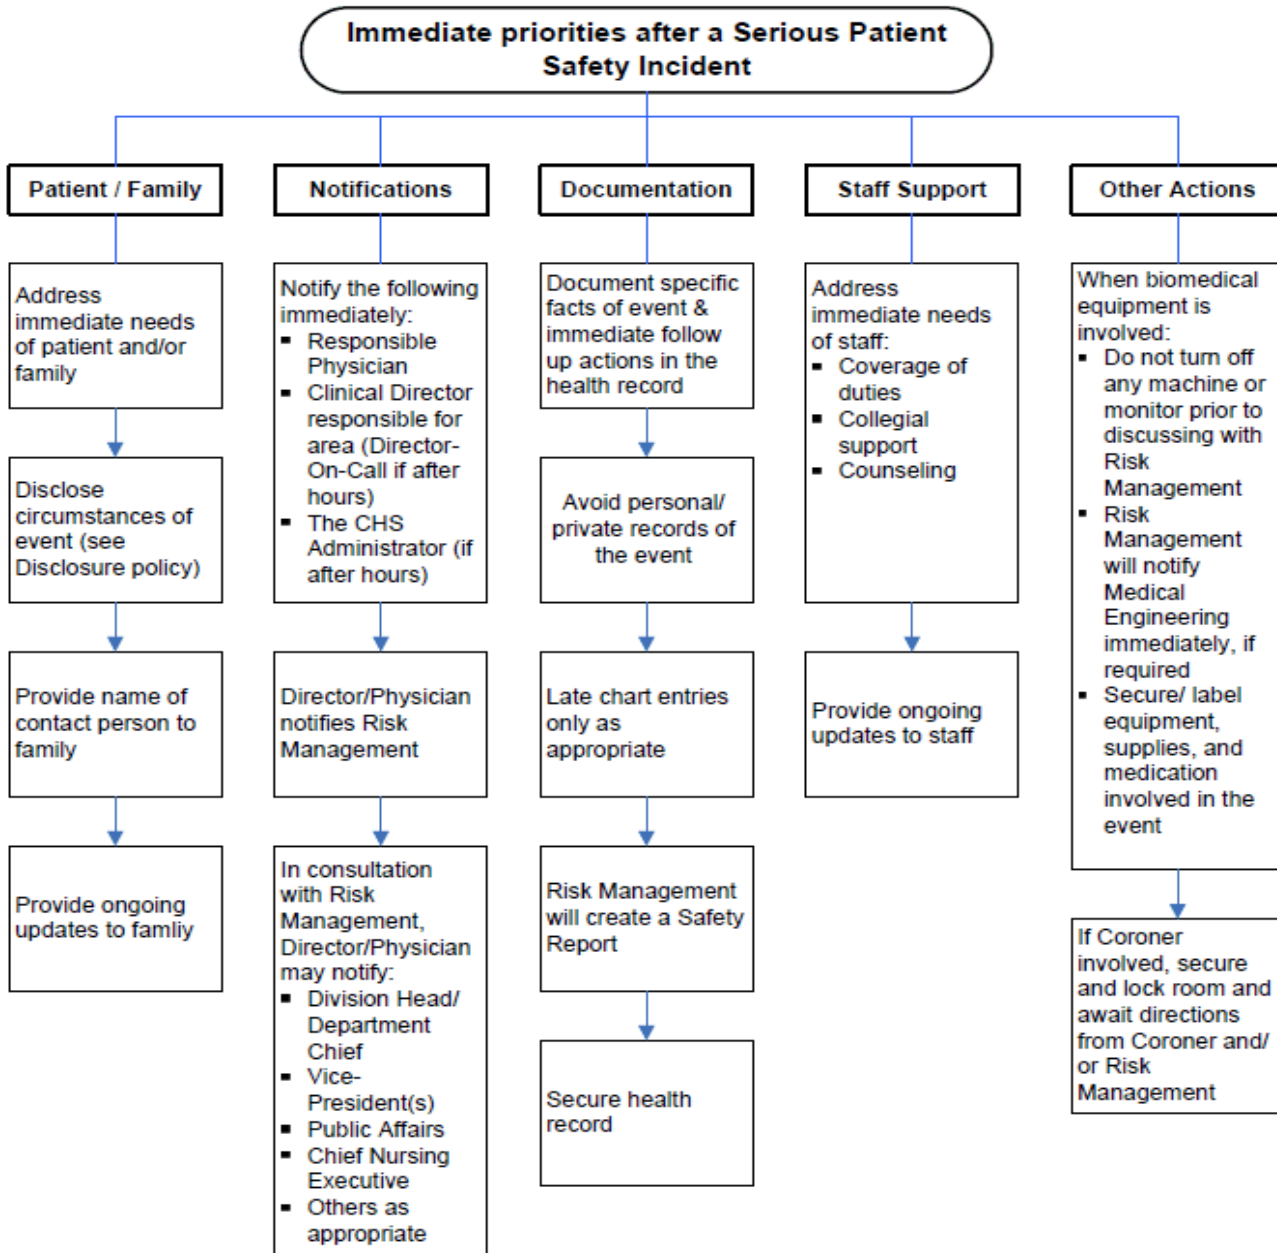 Immediate priorities after a Serious Patient
Safety Incident
Patient / Family
Address
immediate needs
of patient and/or
family
Disclose
circumstances of
event (see
Disclosure policy)
Provide name of
contact person to
family
Provide ongoing
updates to famliy
Notifications
Notify the following
immediately:
▪ Responsible
Physician
▪ Clinical Director
responsible for
area (Director-
On-Call if after
hours)
▪ The CHS
Administrator (if
after hours)
Director/Physician
notifies Risk
Management
In consultation
with Risk
Management,
Director/Physician
may notify:
▪ Division Head/
Department
Chief
▪ Vice-
President(s)
▪ Public Affairs
▪ Chief Nursing
Executive
▪ Others as
appropriate
Documentation
Document specific
facts of event &
immediate follow
up actions in the
health record
Avoid personal/
private records of
the event
Late chart entries
only as
appropriate
Risk Management
will create a Safety
Report
Secure health
record
Staff Support
Address
immediate needs
of staff:
▪ Coverage of
duties
▪ Collegial
support
▪ Counseling
Provide ongoing
updates to staff
Other Actions
When biomedical
equipment is
involved:
▪ Do not turn off
any machine or
monitor prior to
discussing with
Risk
Management
▪ Risk
Management
will notify
Medical
Engineering
immediately, if
required
▪ Secure/ label
equipment,
supplies, and
medication
involved in the
event
If Coroner
involved, secure
and lock room and
await directions
from Coroner and/
or Risk
Management